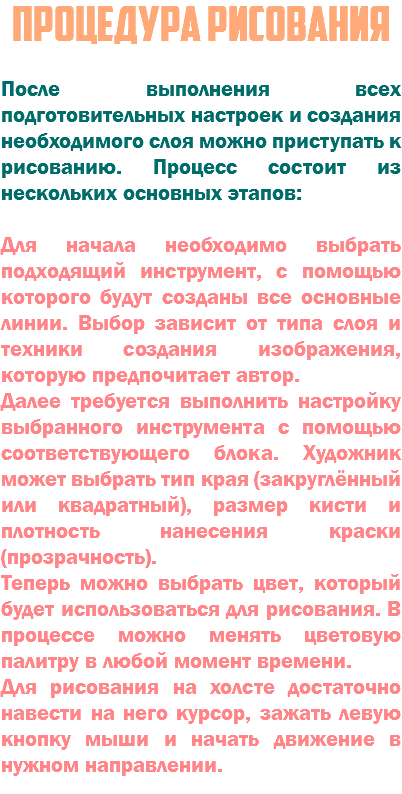 ПРОЦЕДУРА РИСОВАНИЯ
После выполнения всех
подготовительных настроек и создания
необходимого слоя можно приступать к
рисованию. Процесс состоит из
нескольких основных этапов:
Для начала необходимо выбрать
подходящий инструмент, с помощью
которого будут созданы все основные
линии. Выбор зависит от типа слоя и
техники создания изображения,
которую предпочитает автор.
Далее требуется выполнить настройку
выбранного инструмента с помощью
соответствующего блока. Художник
может выбрать тип края (закруглённый
или квадратный), размер кисти и
плотность нанесения краски
(прозрачность).
Теперь можно выбрать цвет, который
будет использоваться для рисования. В
процессе можно менять цветовую
палитру в любой момент времени.
Для рисования на холсте достаточно
навести на него курсор, зажать левую
кнопку мыши и начать движение в
нужном направлении.